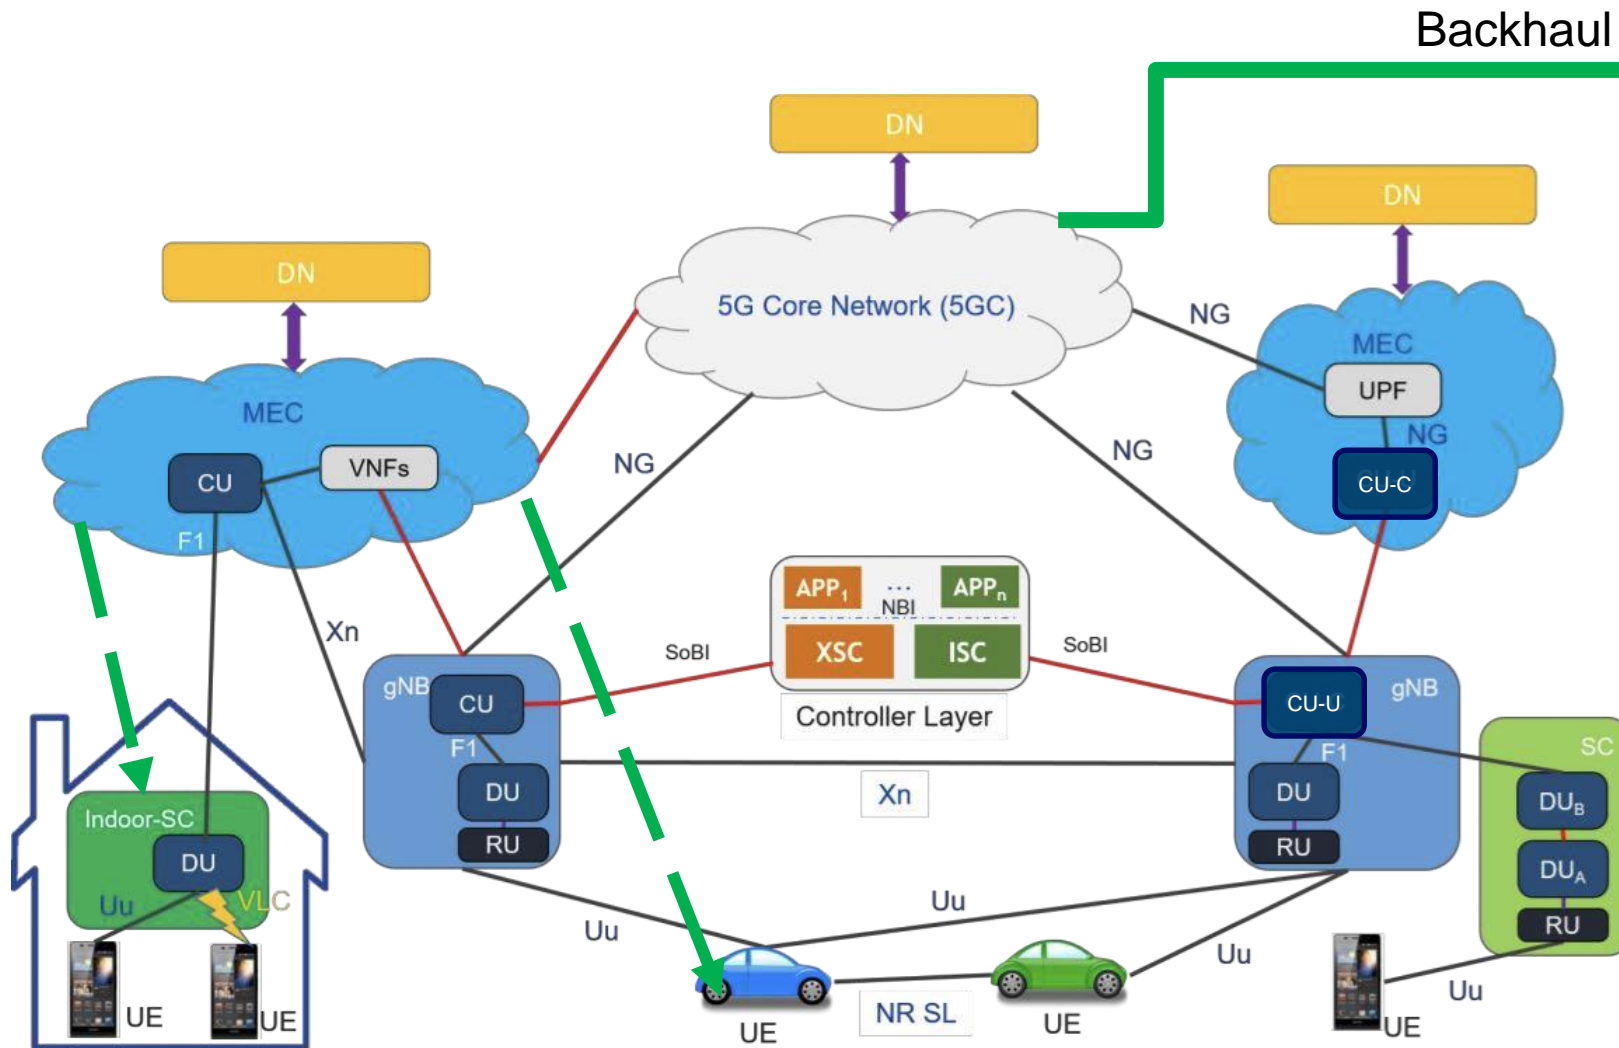 Backhaul
DN
DN
DN
5G Core Network (5GC)
NG
MEC
UPF
NG
CU-C
MEC
VNFs
CU
F1
NG
NG
Xn
APP1
...
APPn
NBI
XSC
ISC
SoBI
SoBI
Controller Layer
gNB
CU
F1
DU
RU
CU-U
gNB
F1
DU
RU
SC
DUB
DUA
RU
Xn
Indoor-SC
DU
VLC
Uu
Uu
Uu
Uu
Uu
NR SL
UE
UE
UE
UE
UE